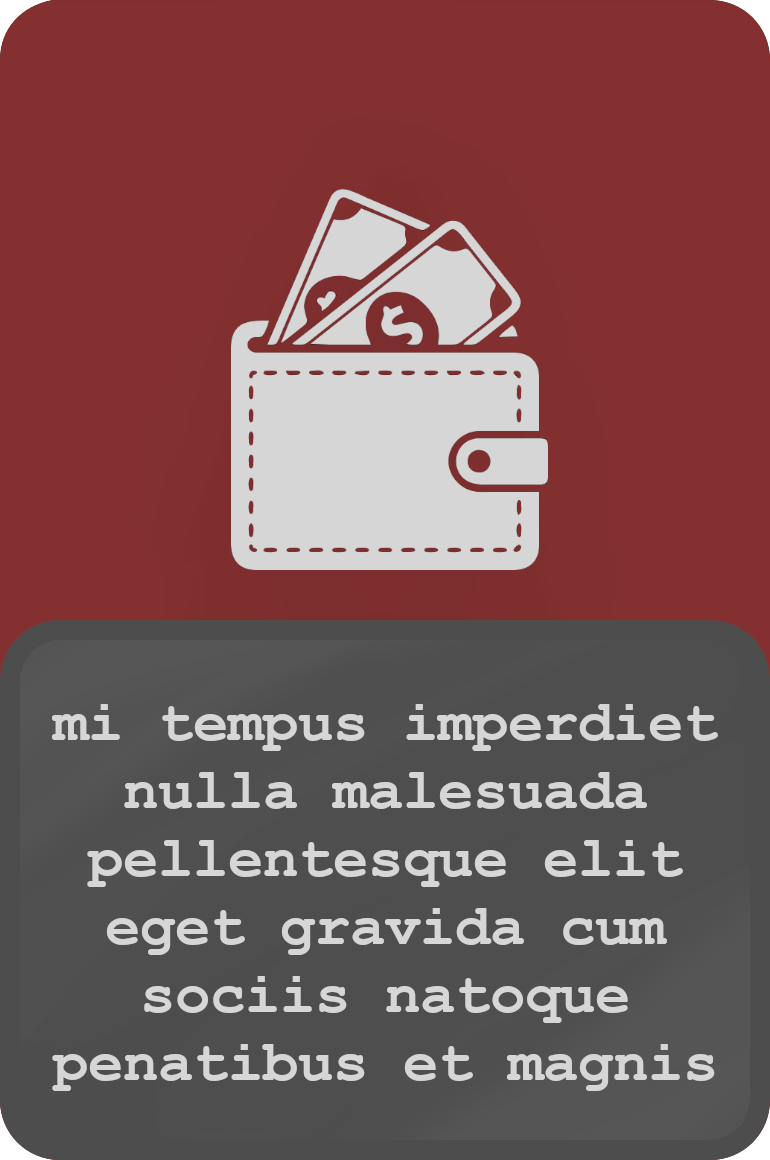 $
mi tempus imperdiet
nulla malesuada
pellentesque elit
eget gravida cum
sociis natoque
penatibus et magnis